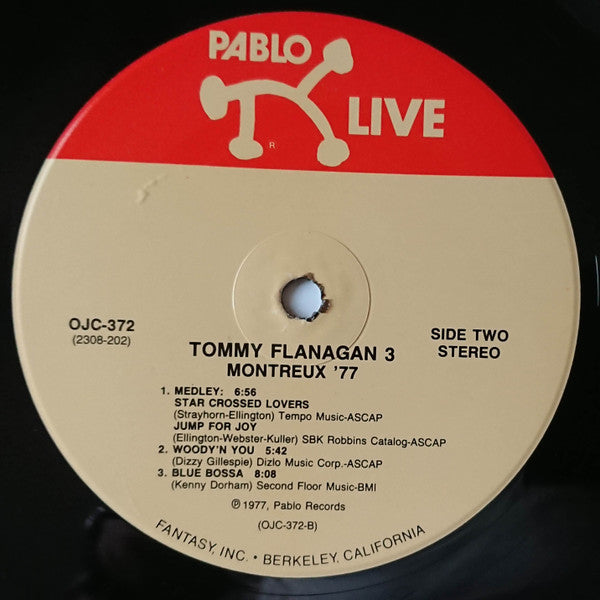 PABLO
LIVE
R
OJC-372
(2308-202)
SIDE TWO
STEREO
TOMMY FLANAGAN 3
MONTREUX '77
1. MEDLEY: 6:56
STAR CROSSED LOVERS
(Strayhorn-Ellington) Tempo Music-ASCAP
JUMP FOR JOY
(Ellington-Webster-Kuller) SBK Robbins Catalog-ASCAP
2. WOODY'N YOU 5:42
(Dizzy Gillespie) Dizlo Music Corp.-ASCAP
3. BLUE BOSSA 8:08
(Kenny Dorham) Second Floor Music-BMI
℗ 1977, Pablo Records
(OJC-372-B)
FANTASY, INC. • BERKELEY, CALIFORNIA